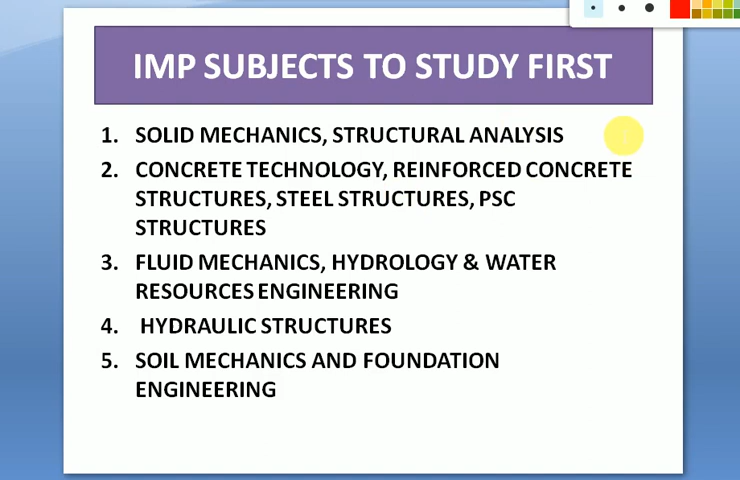 IMP SUBJECTS TO STUDY FIRST
1. SOLID MECHANICS, STRUCTURAL ANALYSIS
2. CONCRETE TECHNOLOGY, REINFORCED CONCRETE
STRUCTURES, STEEL STRUCTURES, PSC
STRUCTURES
3. FLUID MECHANICS, HYDROLOGY & WATER
RESOURCES ENGINEERING
4. HYDRAULIC STRUCTURES
5. SOIL MECHANICS AND FOUNDATION
ENGINEERING